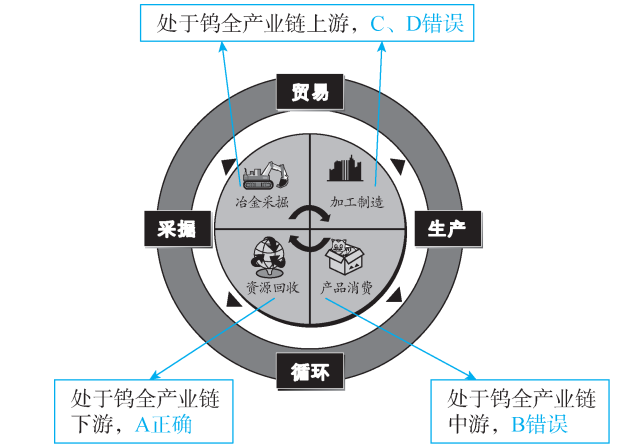 处于钨全产业链上游，C、D错误
贸易
冶金采掘
加工制造
采掘
生产
资源回收
产品消费
循环
处于钨全产业链
下游，A正确
处于钨全产业链
中游，B错误